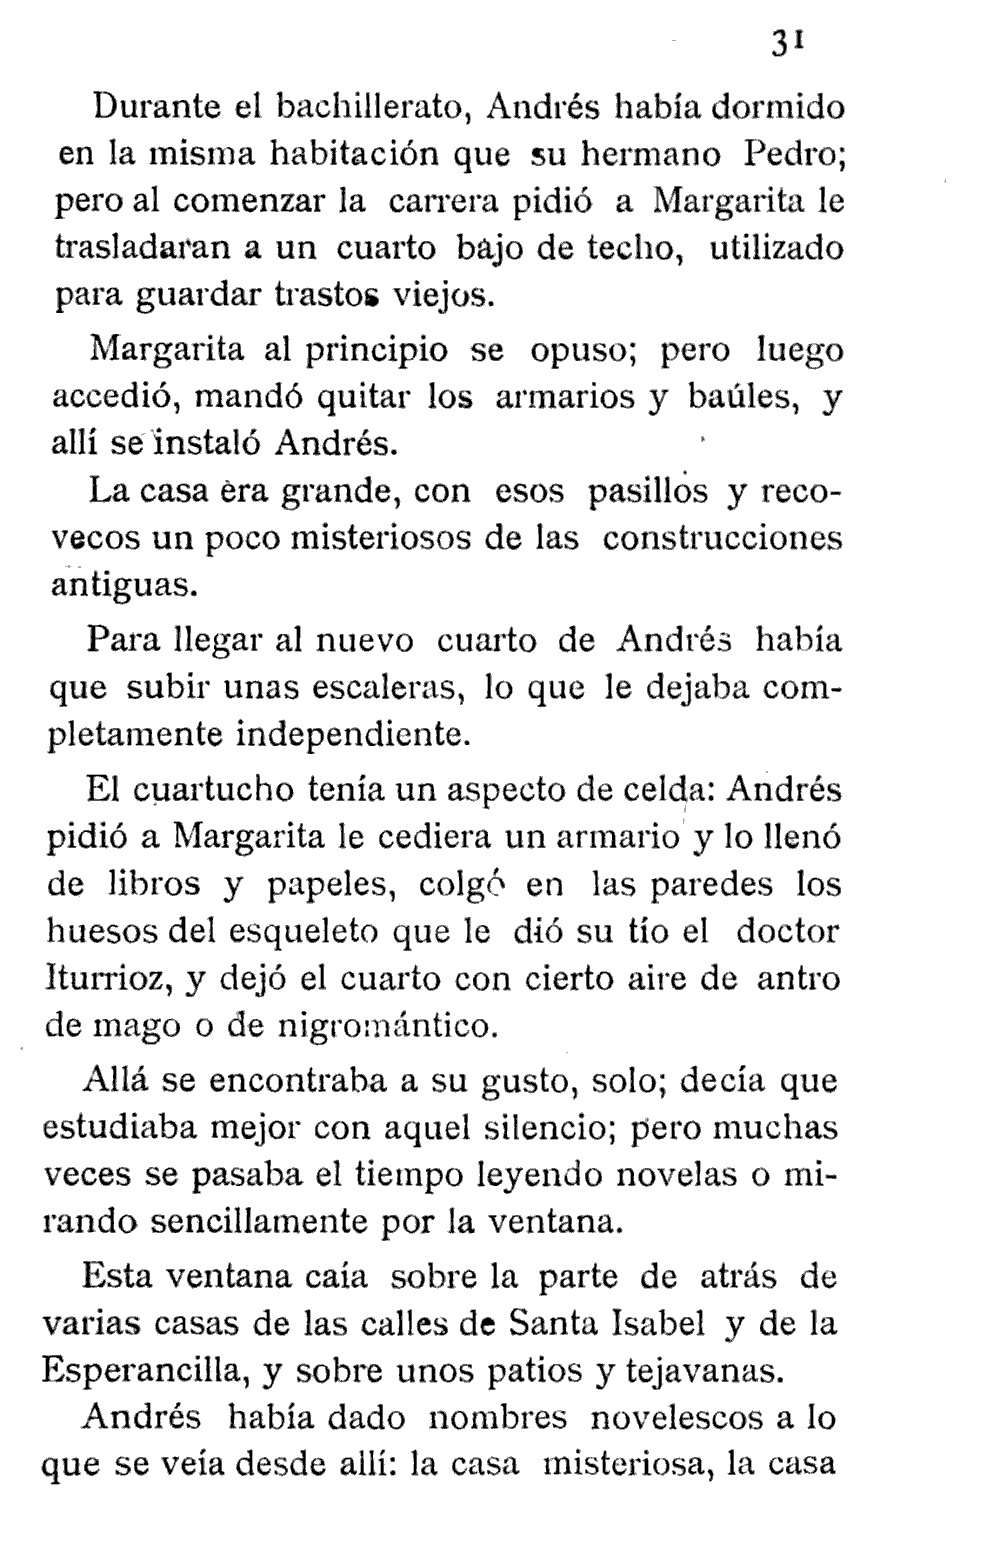 31
Durante el bachillerato, Andrés había dormido
en la misma habitación que su hermano Pedro;
pero al comenzar la carrera pidió a Margarita le
trasladaran a un cuarto bajo de techo, utilizado
para guardar trastos viejos.
Margarita al principio se opuso; pero luego
accedió, mandó quitar los armarios y baúles, y
allí se instaló Andrés.
La casa era grande, con esos pasillos y reco-
vecos un poco misteriosos de las construcciones
antiguas.
Para llegar al nuevo cuarto de Andrés había
que subir unas escaleras, lo que le dejaba com-
pletamente independiente.
El cuartucho tenía un aspecto de celda: Andrés
pidió a Margarita le cediera un armario y lo llenó
de libros y papeles, colgó en las paredes los
huesos del esqueleto que le dió su tío el doctor
Iturrioz, y dejó el cuarto con cierto aire de antro
de mago o de nigromántico.
Allá se encontraba a su gusto, solo; decía que
estudiaba mejor con aquel silencio; pero muchas
veces se pasaba el tiempo leyendo novelas o mi-
rando sencillamente por la ventana.
Esta ventana caía sobre la parte de atrás de
varias casas de las calles de Santa Isabel y de la
Esperancilla, y sobre unos patios y tejavanas.
Andrés había dado nombres novelescos a lo
que se veía desde allí: la casa misteriosa, la casa